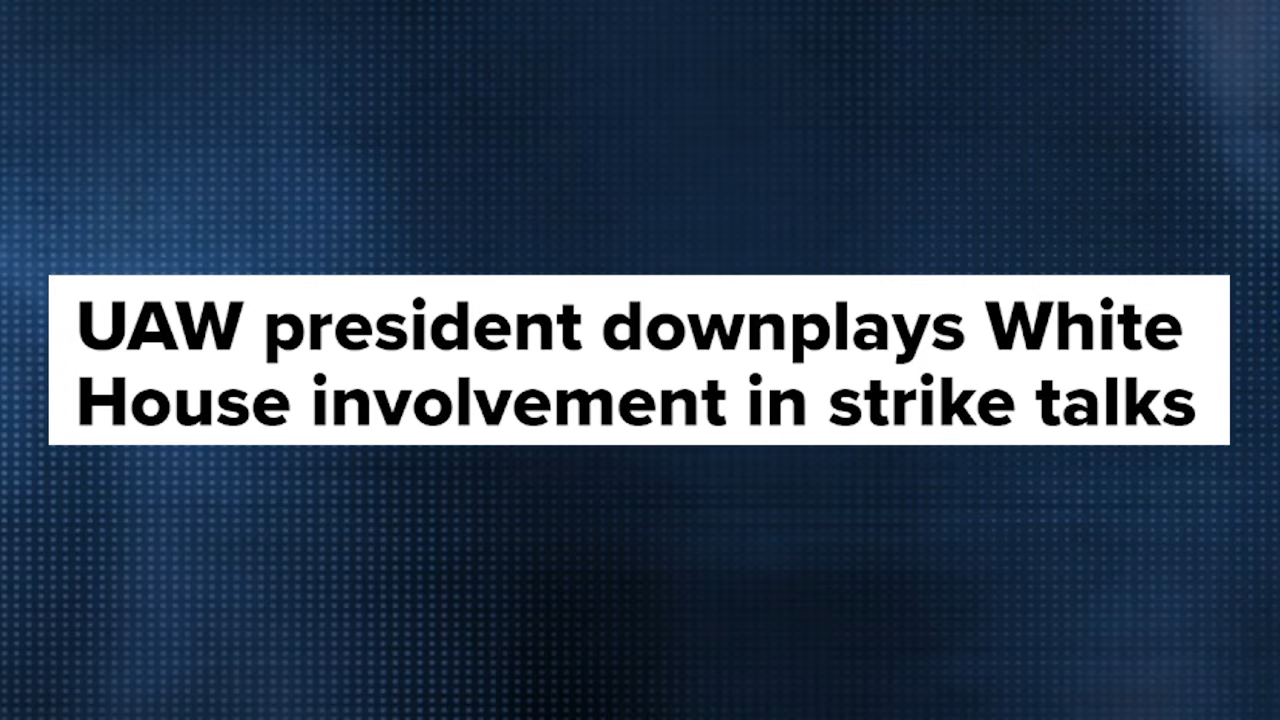 UAW president downplays White
House involvement in strike talks